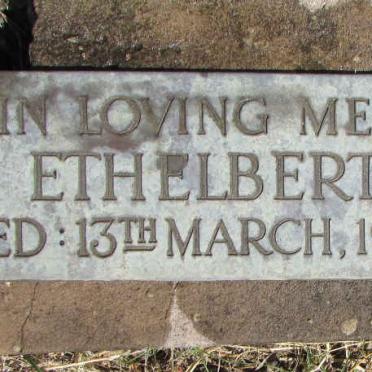 IN LOVING ME
ETHELBERT
ED: 13TH MARCH, 19